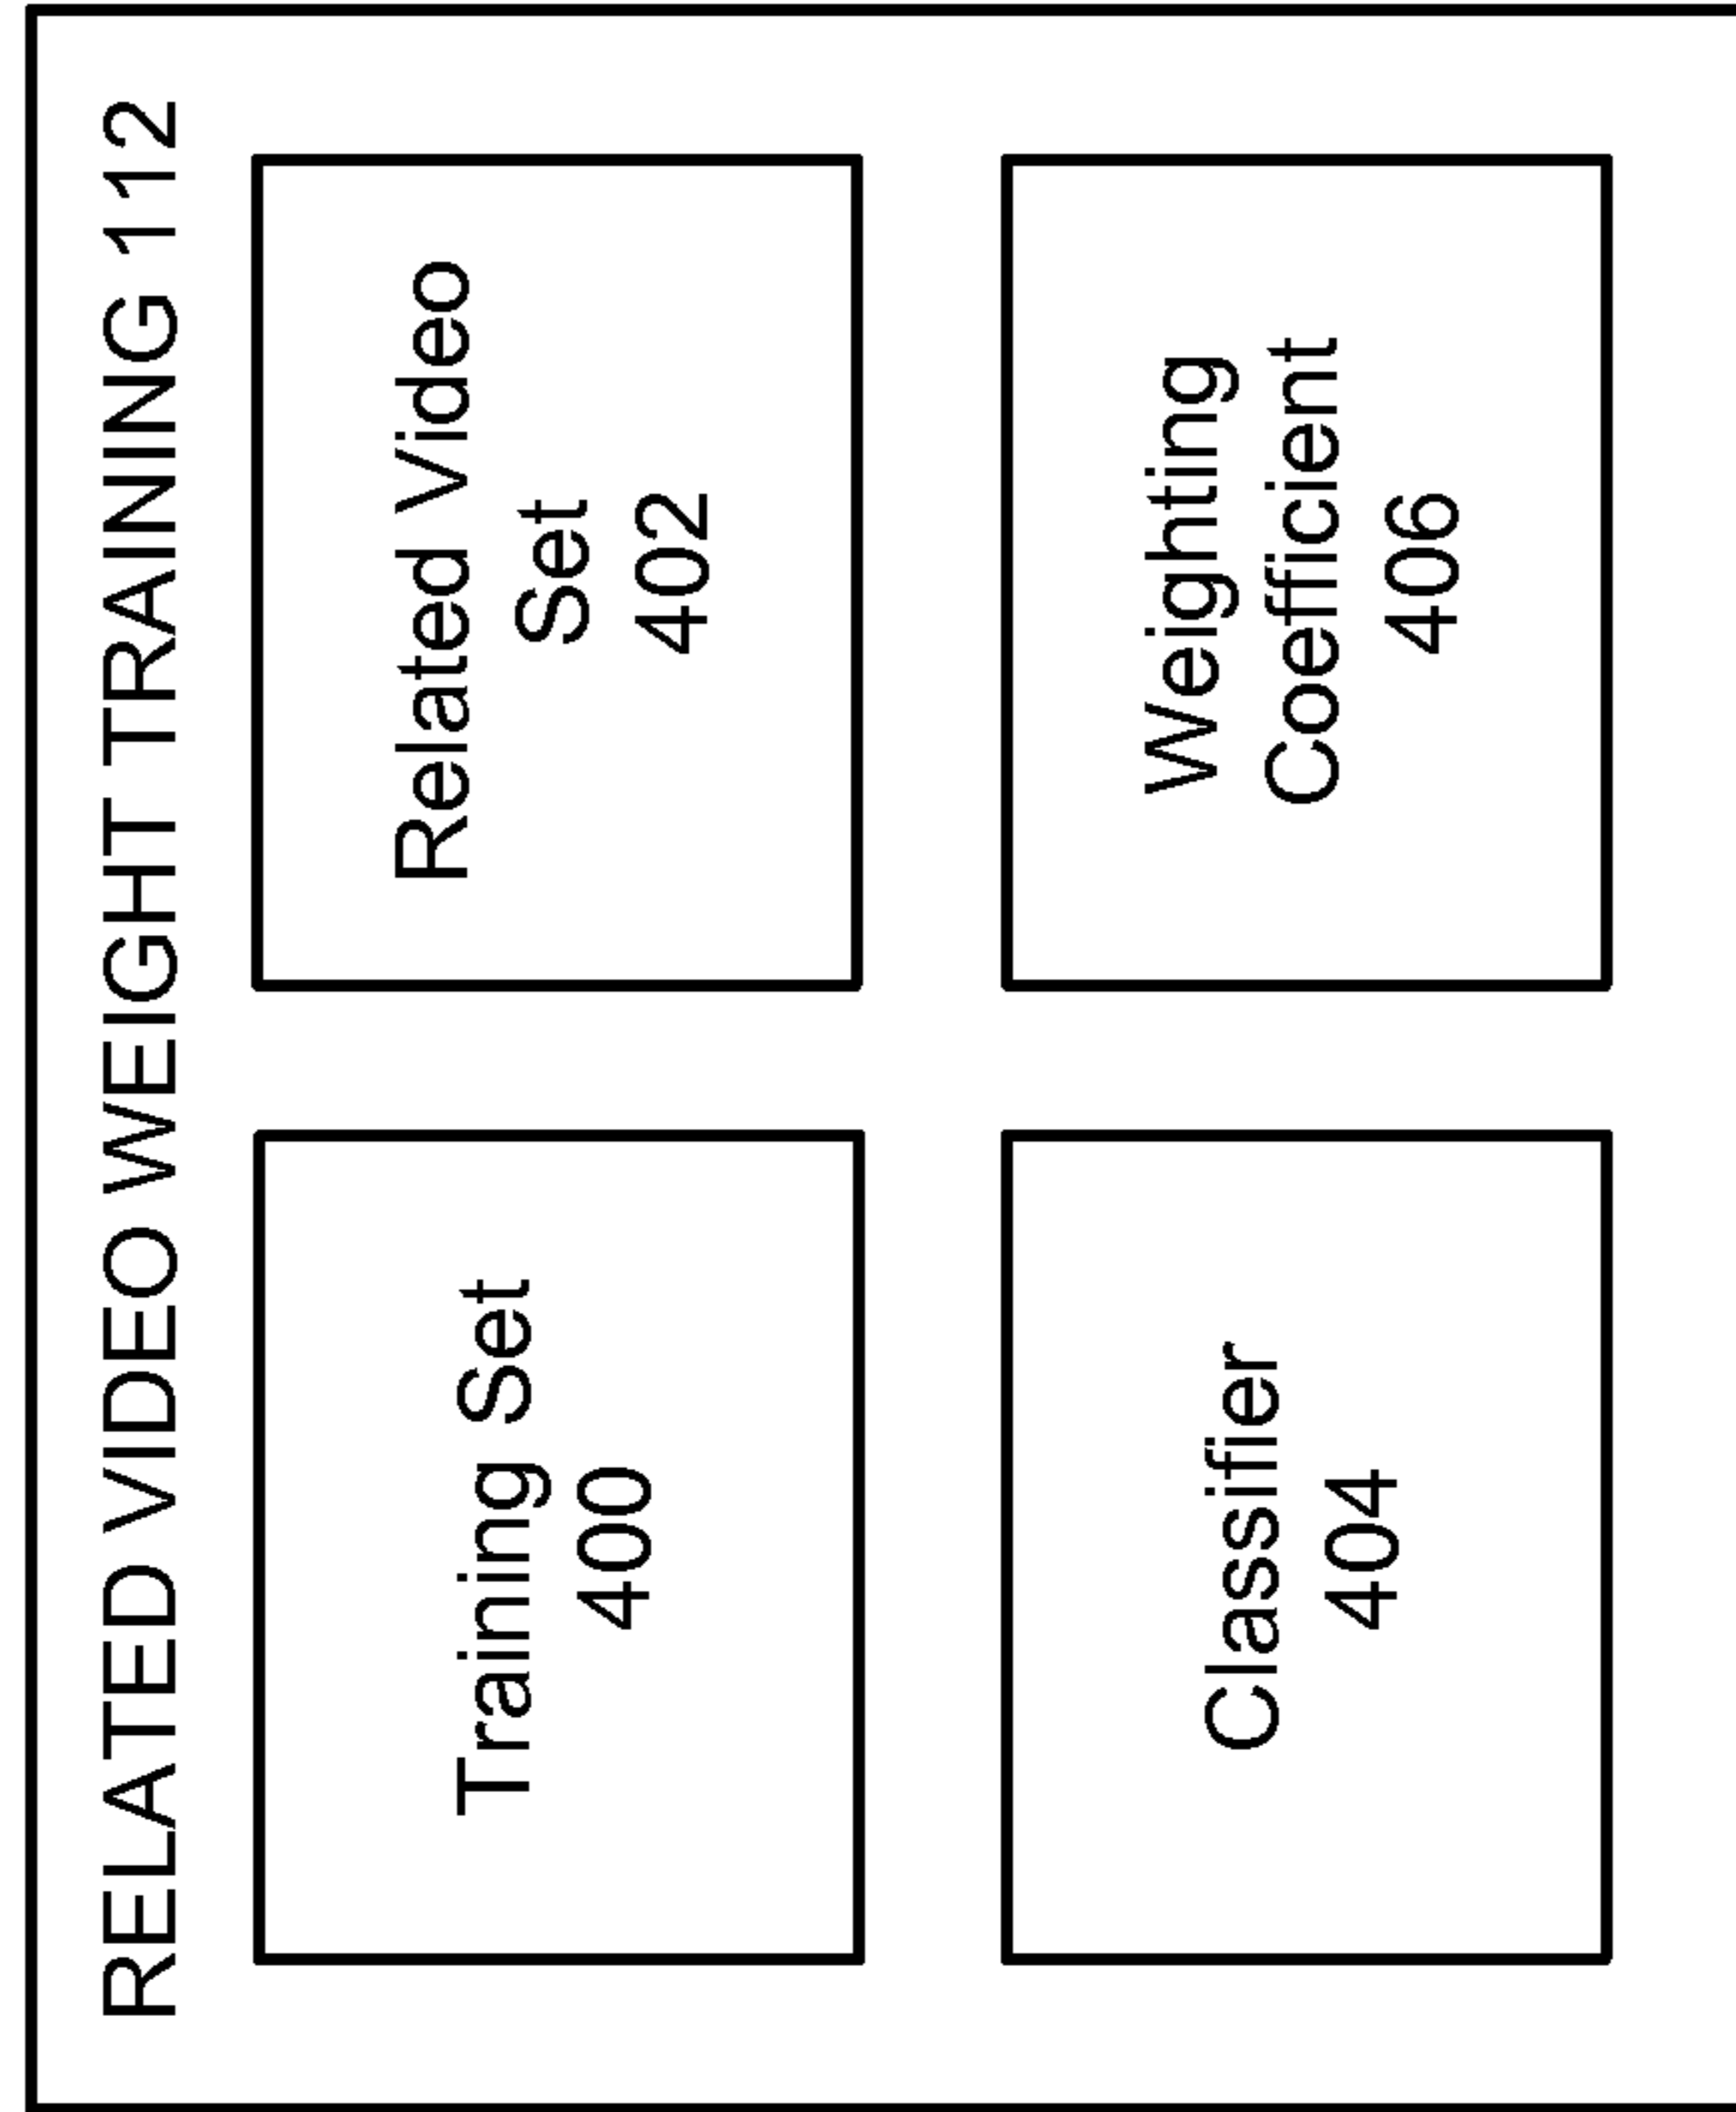 RELATED VIDEO WEIGHT TRAINING 112
Training Set
400
Related Video
Set
402
Classifier
404
Weighting
Coefficient
406